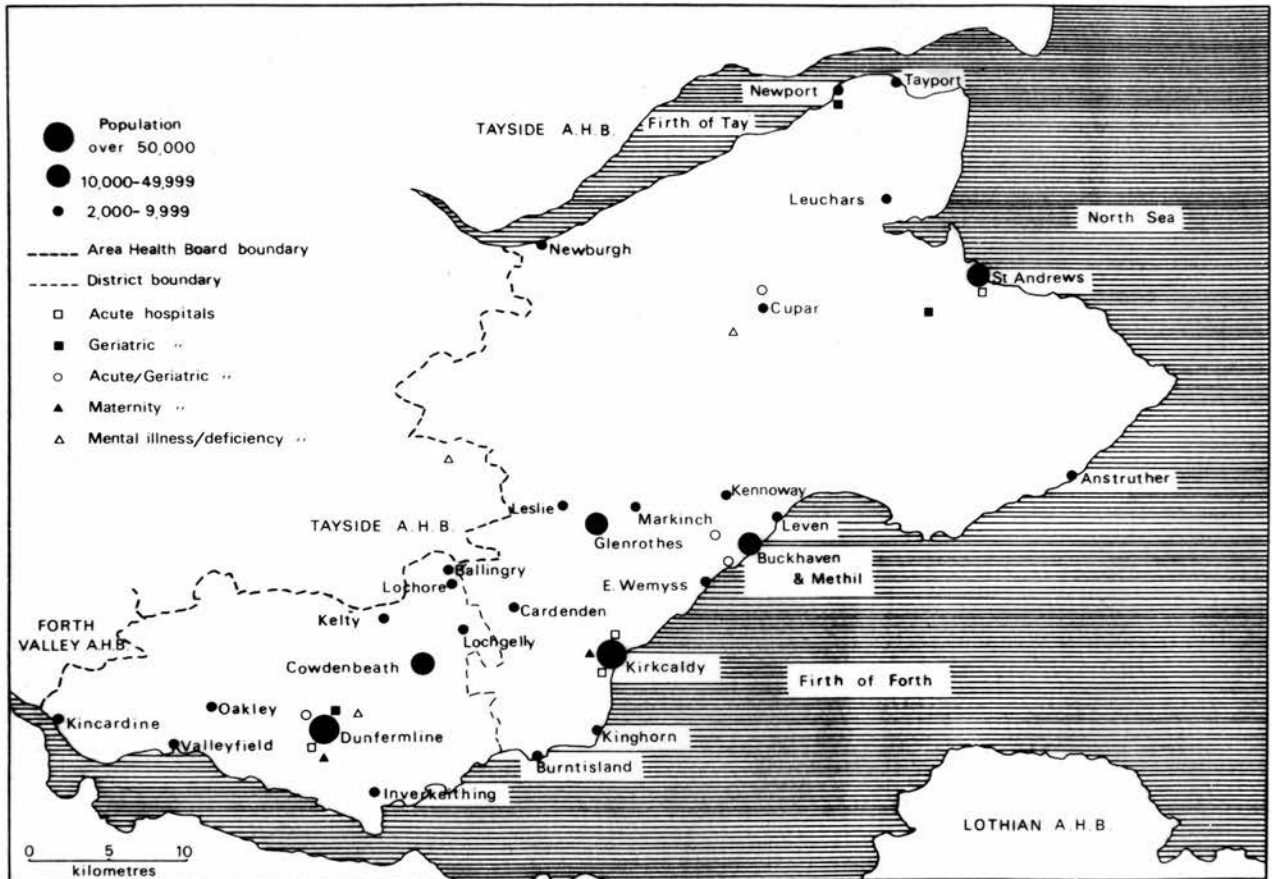 Population
over 50,000
10,000-49,999
2,000-9,999
Area Health Board boundary
District boundary
Acute hospitals
Geriatric ,,
Acute/Geriatric ,,
Maternity ,,
Mental illness/deficiency ,,
TAYSIDE A.H.B.
Newport
Tayport
Firth of Tay
Leuchars
North Sea
Newburgh
St Andrews
Cupar
Anstruther
Kennoway
Leslie
Markinch
Leven
Glenrothes
TAYSIDE A.H.B.
Buckhaven
& Methil
Ballingry
Lochore
E. Wemyss
Cardenden
Kelty
FORTH
VALLEY A.H.B.
Lochgelly
Cowdenbeath
Kirkcaldy
Firth of Forth
Oakley
Kincardine
Dunfermline
Kinghorn
Valleyfield
Burntisland
Inverkeithing
LOTHIAN A.H.B.
0 5 10
kilometres